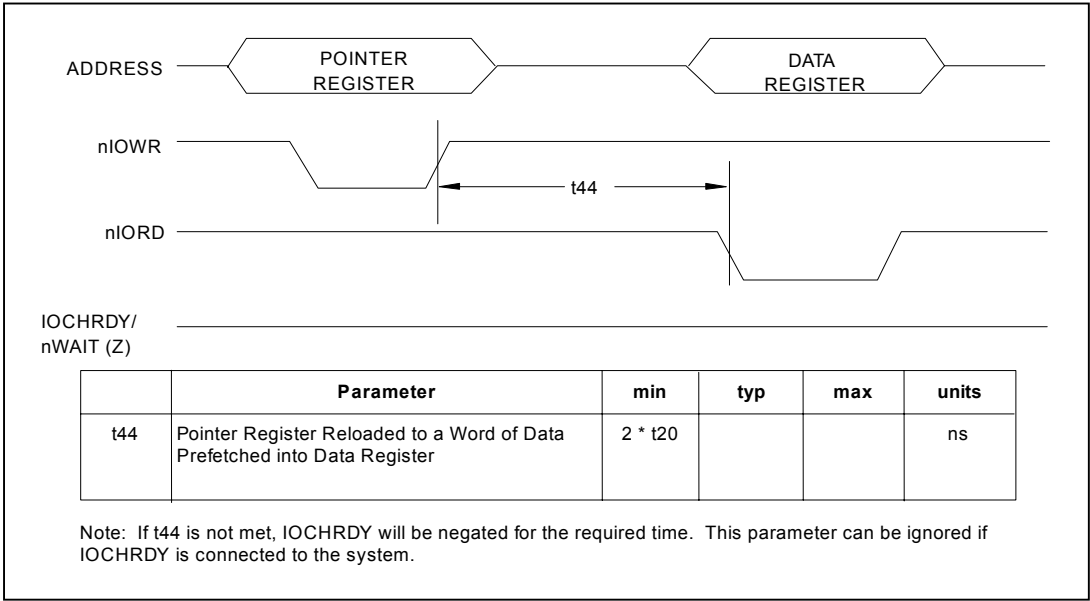 ADDRESS
POINTER
REGISTER
DATA
REGISTER
nIOWR
t44
nIORD
IOCHRDY/
nWAIT (Z)
Parameter min typ max units
t44 Pointer Register Reloaded to a Word of Data 2 * t20 ns
Prefetched into Data Register
Note: If t44 is not met, IOCHRDY will be negated for the required time. This parameter can be ignored if
IOCHRDY is connected to the system.